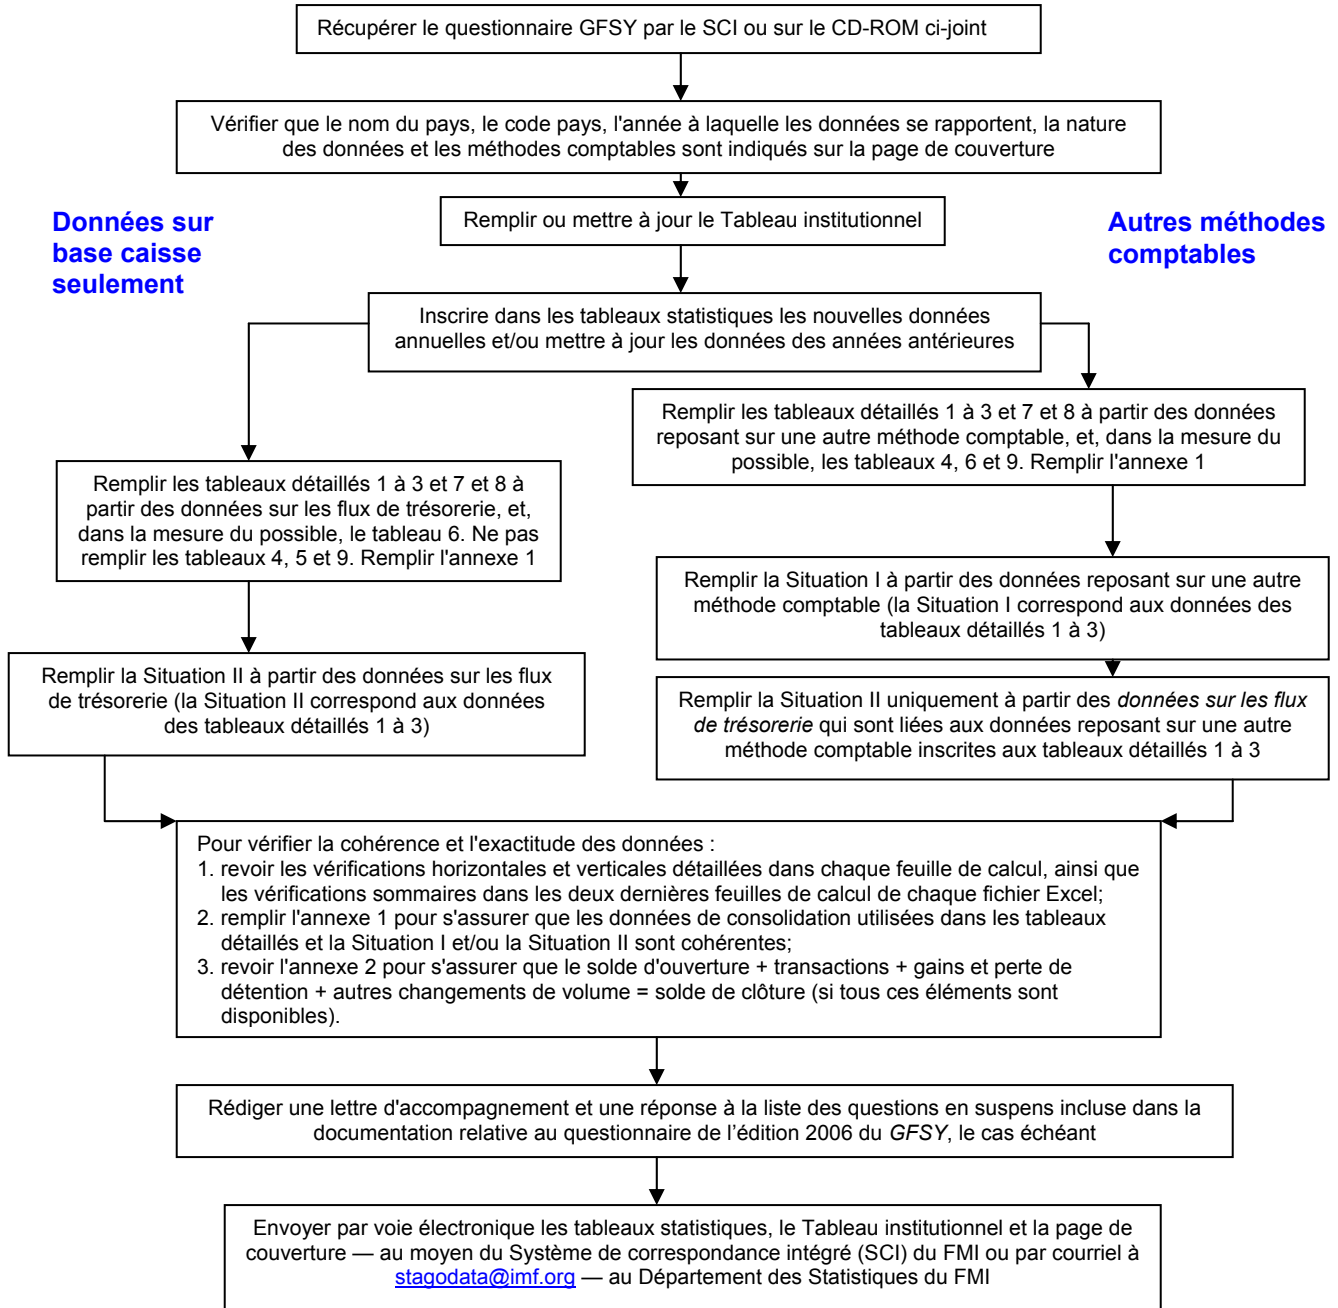 Récupérer le questionnaire GFSY par le SCI ou sur le CD-ROM ci-joint
Vérifier que le nom du pays, le code pays, l'année à laquelle les données se rapportent, la nature
des données et les méthodes comptables sont indiqués sur la page de couverture
Remplir ou mettre à jour le Tableau institutionnel
Données sur
base caisse
seulement
Autres méthodes
comptables
Inscrire dans les tableaux statistiques les nouvelles données
annuelles et/ou mettre à jour les données des années antérieures
Remplir les tableaux détaillés 1 à 3 et 7 et 8 à
partir des données sur les flux de trésorerie, et,
dans la mesure du possible, le tableau 6. Ne pas
remplir les tableaux 4, 5 et 9. Remplir l'annexe 1
Remplir la Situation II à partir des données sur les flux
de trésorerie (la Situation II correspond aux données
des tableaux détaillés 1 à 3)
Remplir les tableaux détaillés 1 à 3 et 7 et 8 à partir des données
reposant sur une autre méthode comptable, et, dans la mesure du
possible, les tableaux 4, 6 et 9. Remplir l'annexe 1
Remplir la Situation I à partir des données reposant sur une autre
méthode comptable (la Situation I correspond aux données des
tableaux détaillés 1 à 3)
Remplir la Situation II uniquement à partir des données sur les flux
de trésorerie qui sont liées aux données reposant sur une autre
méthode comptable inscrites aux tableaux détaillés 1 à 3
Pour vérifier la cohérence et l'exactitude des données :
1. revoir les vérifications horizontales et verticales détaillées dans chaque feuille de calcul, ainsi que
les vérifications sommaires dans les deux dernières feuilles de calcul de chaque fichier Excel;
2. remplir l'annexe 1 pour s'assurer que les données de consolidation utilisées dans les tableaux
détaillés et la Situation I et/ou la Situation II sont cohérentes;
3. revoir l'annexe 2 pour s'assurer que le solde d'ouverture + transactions + gains et perte de
détention + autres changements de volume = solde de clôture (si tous ces éléments sont
disponibles).
Rédiger une lettre d'accompagnement et une réponse à la liste des questions en suspens incluse dans la
documentation relative au questionnaire de l’édition 2006 du GFSY, le cas échéant
Envoyer par voie électronique les tableaux statistiques, le Tableau institutionnel et la page de
couverture — au moyen du Système de correspondance intégré (SCI) du FMI ou par courriel à
stagodata@imf.org — au Département des Statistiques du FMI